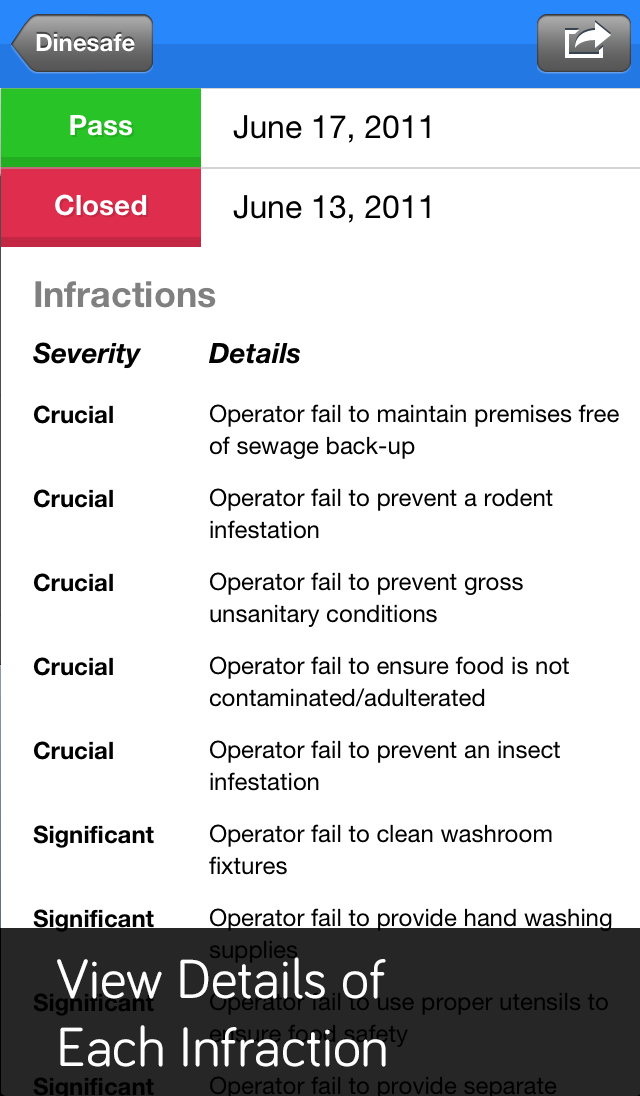 Dinesafe
Pass June 17, 2011
Closed June 13, 2011
Infractions
Severity Details
Crucial Operator fail to maintain premises free
of sewage back-up
Crucial Operator fail to prevent a rodent
infestation
Crucial Operator fail to prevent gross
unsanitary conditions
Crucial Operator fail to ensure food is not
contaminated/adulterated
Crucial Operator fail to prevent an insect
infestation
Significant Operator fail to clean washroom
fixtures
Significant Operator fail to provide hand washing
supplies
View Details of
Significant Operator fail to use proper utensils to
ensure food safety
Each Infraction
Significant Operator fail to provide separate